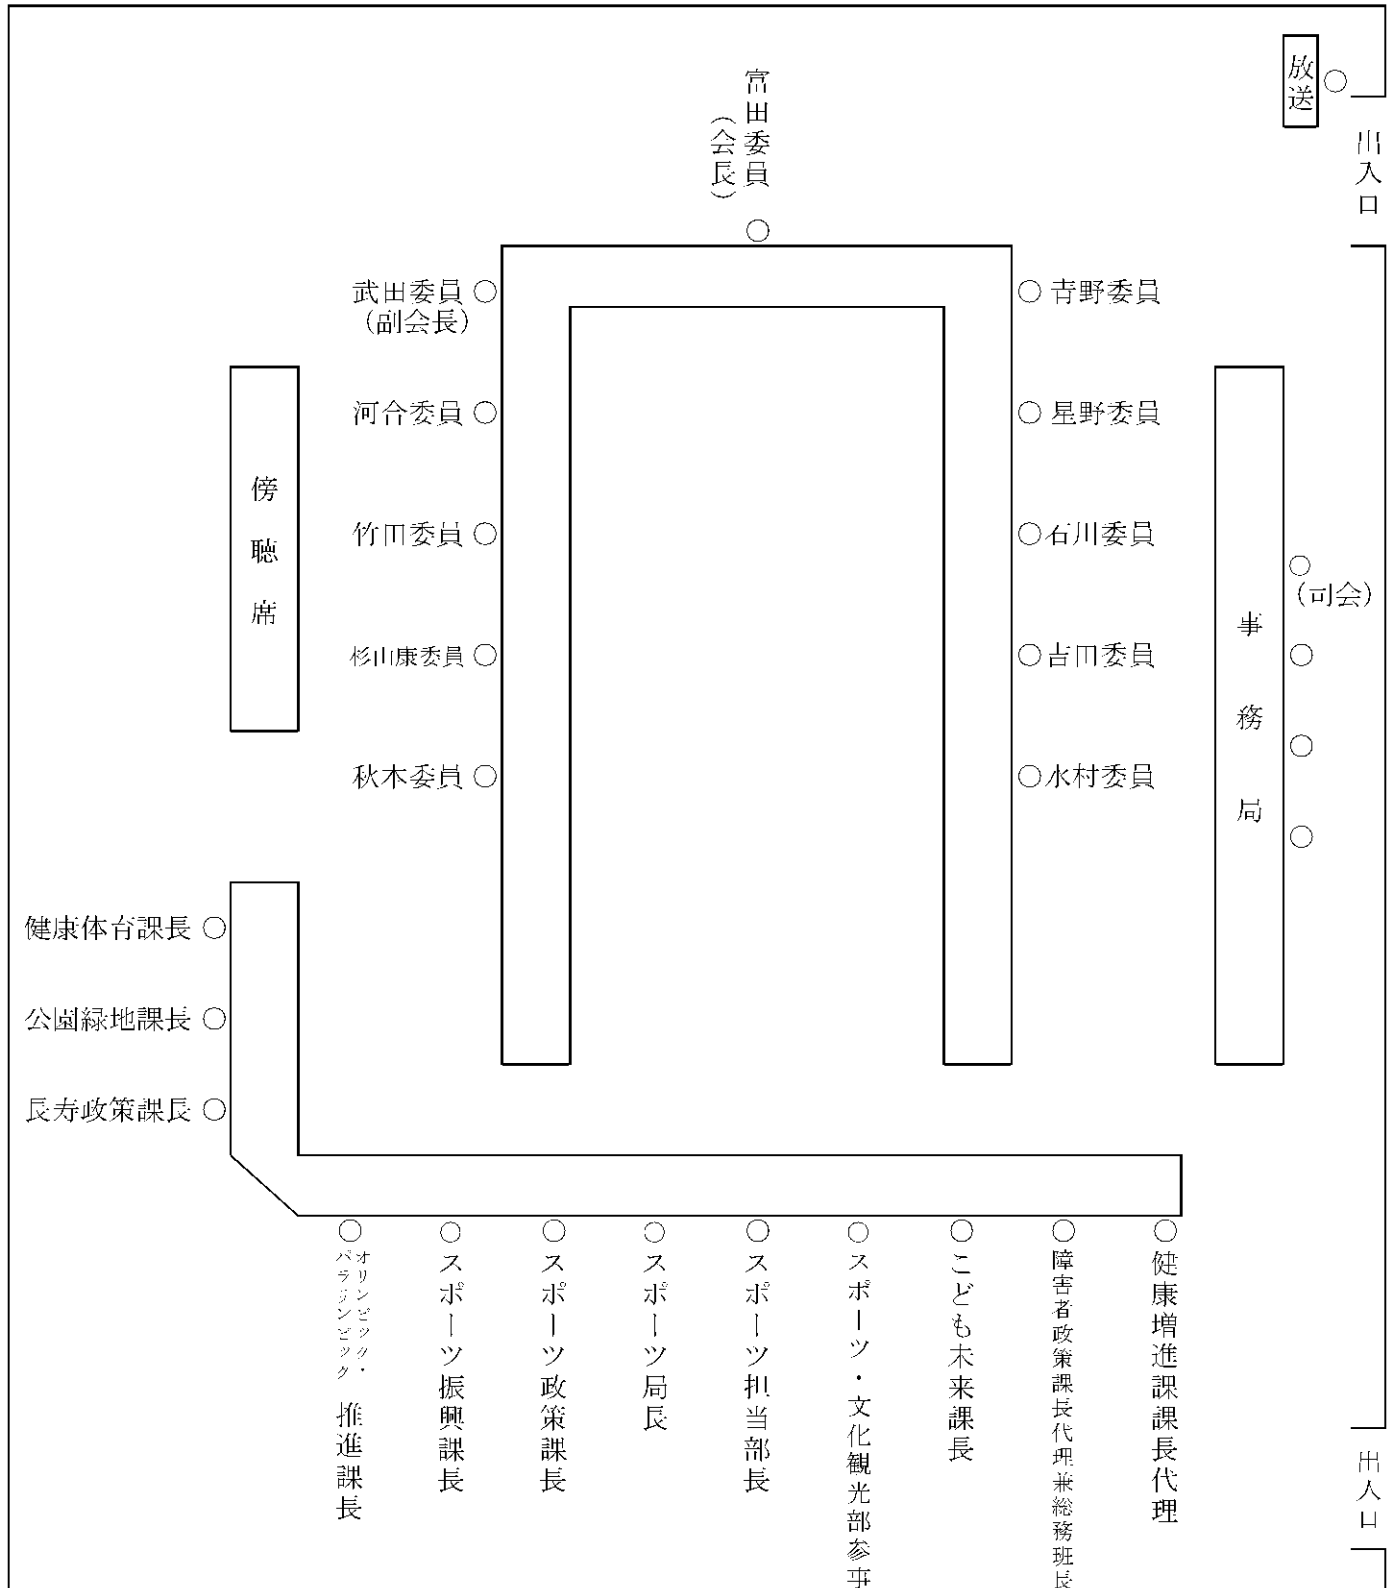 放送
出入口
富田委員
（会長）
武田委員
（副会長）
青野委員
河合委員
星野委員
傍聴席
竹田委員
石川委員
（司会）
事務局
杉山康委員
吉田委員
秋本委員
水村委員
健康体育課長
公園緑地課長
長寿政策課長
オリンピック・
パラリンピック
推進課長
スポーツ振興課長
スポーツ政策課長
スポーツ局長
スポーツ担当部長
スポーツ・文化観光部参事
こども未来課長
障害者政策課長代理兼総務班長
健康増進課課長代理
出入口